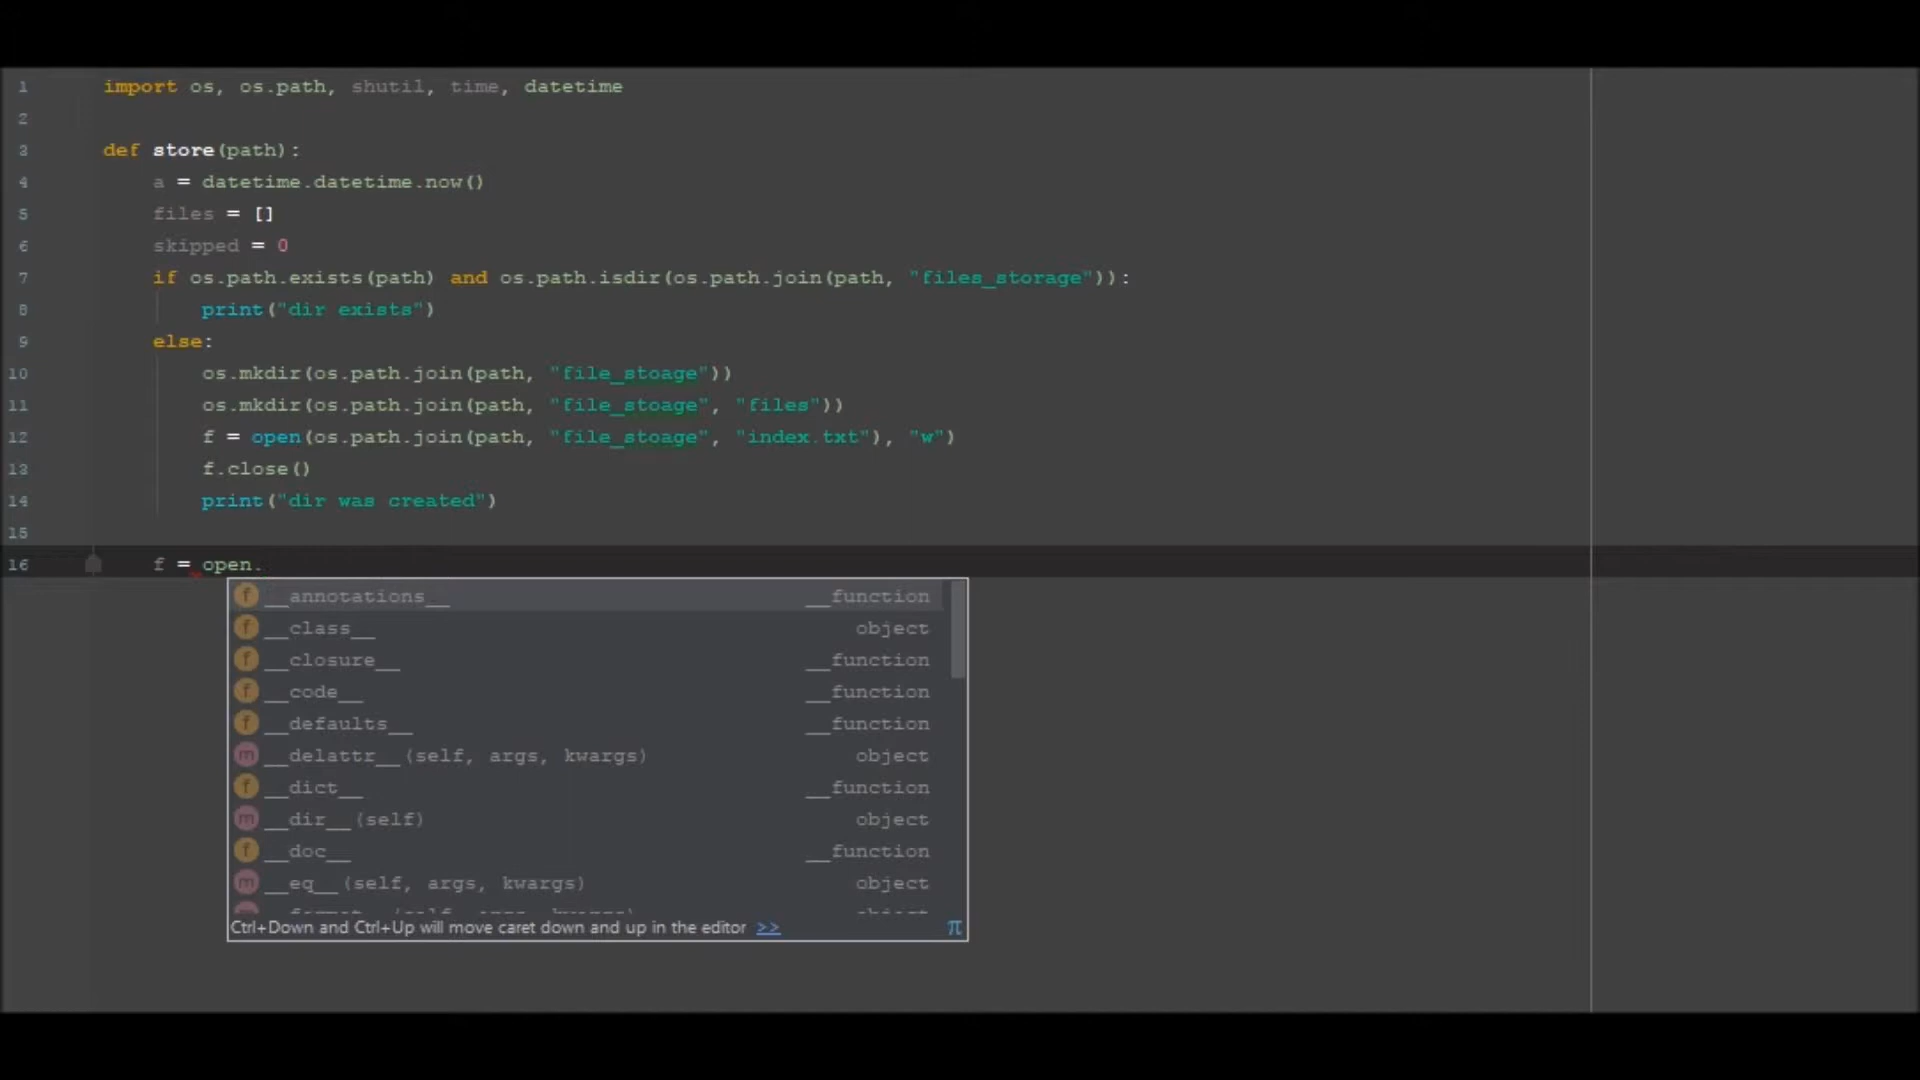 1 import os, os.path, shutil, time, datetime
2
3 def store(path):
4 a = datetime.datetime.now()
5 files = []
6 skipped = 0
7 if os.path.exists(path) and os.path.isdir(os.path.join(path, "files_storage")):
8 print("dir exists")
9 else:
10 os.mkdir(os.path.join(path, "file_stoage"))
11 os.mkdir(os.path.join(path, "file_stoage", "files"))
12 f = open(os.path.join(path, "file_stoage", "index.txt"), "w")
13 f.close()
14 print("dir was created")
15
16 f = open.
f __annotations__ __function
f __class__ object
f __closure__ __function
f __code__ __function
f __defaults__ __function
m __delattr__(self, args, kwargs) object
f __dict__ __function
m __dir__(self) object
f __doc__ __function
m __eq__(self, args, kwargs) object
Ctrl+Down and Ctrl+Up will move caret down and up in the editor >> π